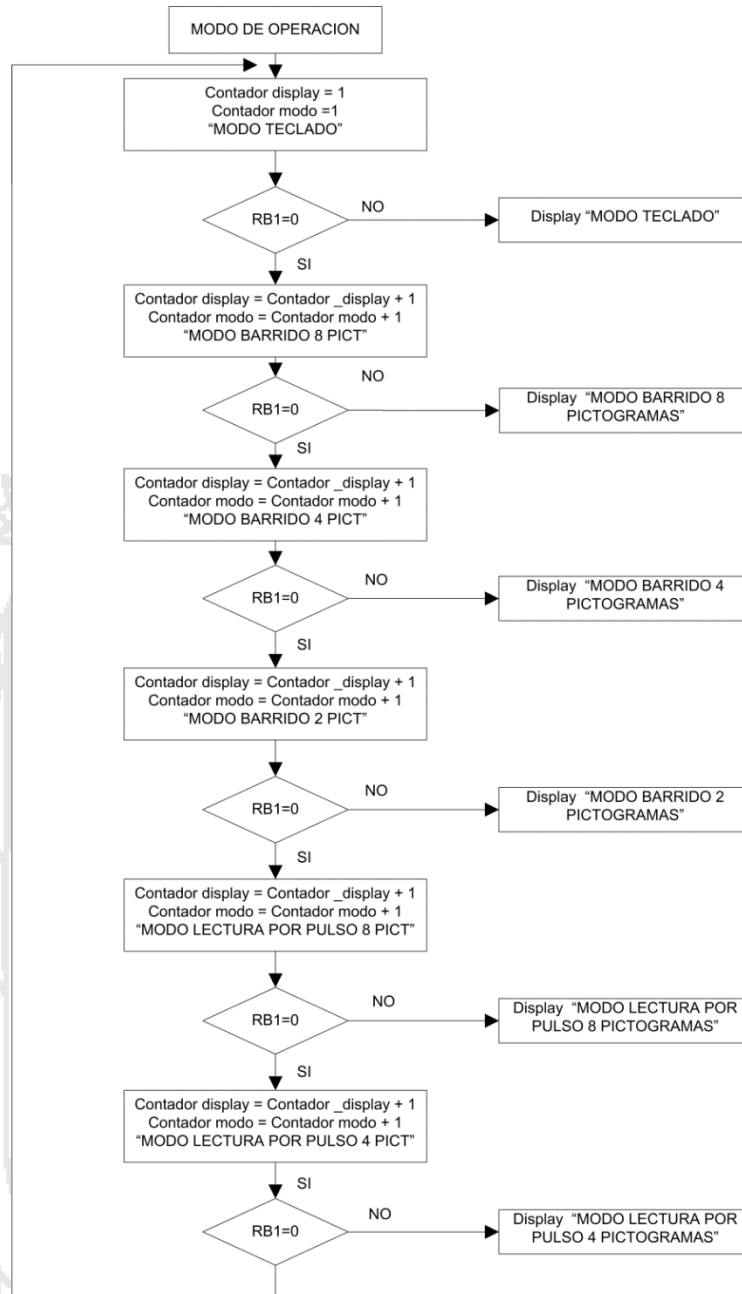 MODO DE OPERACION
Contador display = 1
Contador modo =1
“MODO TECLADO”
RB1=0
NO
Display “MODO TECLADO”
SI
Contador display = Contador _display + 1
Contador modo = Contador modo + 1
“MODO BARRIDO 8 PICT”
RB1=0
NO
Display “MODO BARRIDO 8
PICTOGRAMAS”
SI
Contador display = Contador _display + 1
Contador modo = Contador modo + 1
“MODO BARRIDO 4 PICT”
RB1=0
NO
Display “MODO BARRIDO 4
PICTOGRAMAS”
SI
Contador display = Contador _display + 1
Contador modo = Contador modo + 1
“MODO BARRIDO 2 PICT”
RB1=0
NO
Display “MODO BARRIDO 2
PICTOGRAMAS”
SI
Contador display = Contador _display + 1
Contador modo = Contador modo + 1
“MODO LECTURA POR PULSO 8 PICT”
RB1=0
NO
Display “MODO LECTURA POR
PULSO 8 PICTOGRAMAS”
SI
Contador display = Contador _display + 1
Contador modo = Contador modo + 1
“MODO LECTURA POR PULSO 4 PICT”
SI
RB1=0
NO
Display “MODO LECTURA POR
PULSO 4 PICTOGRAMAS”